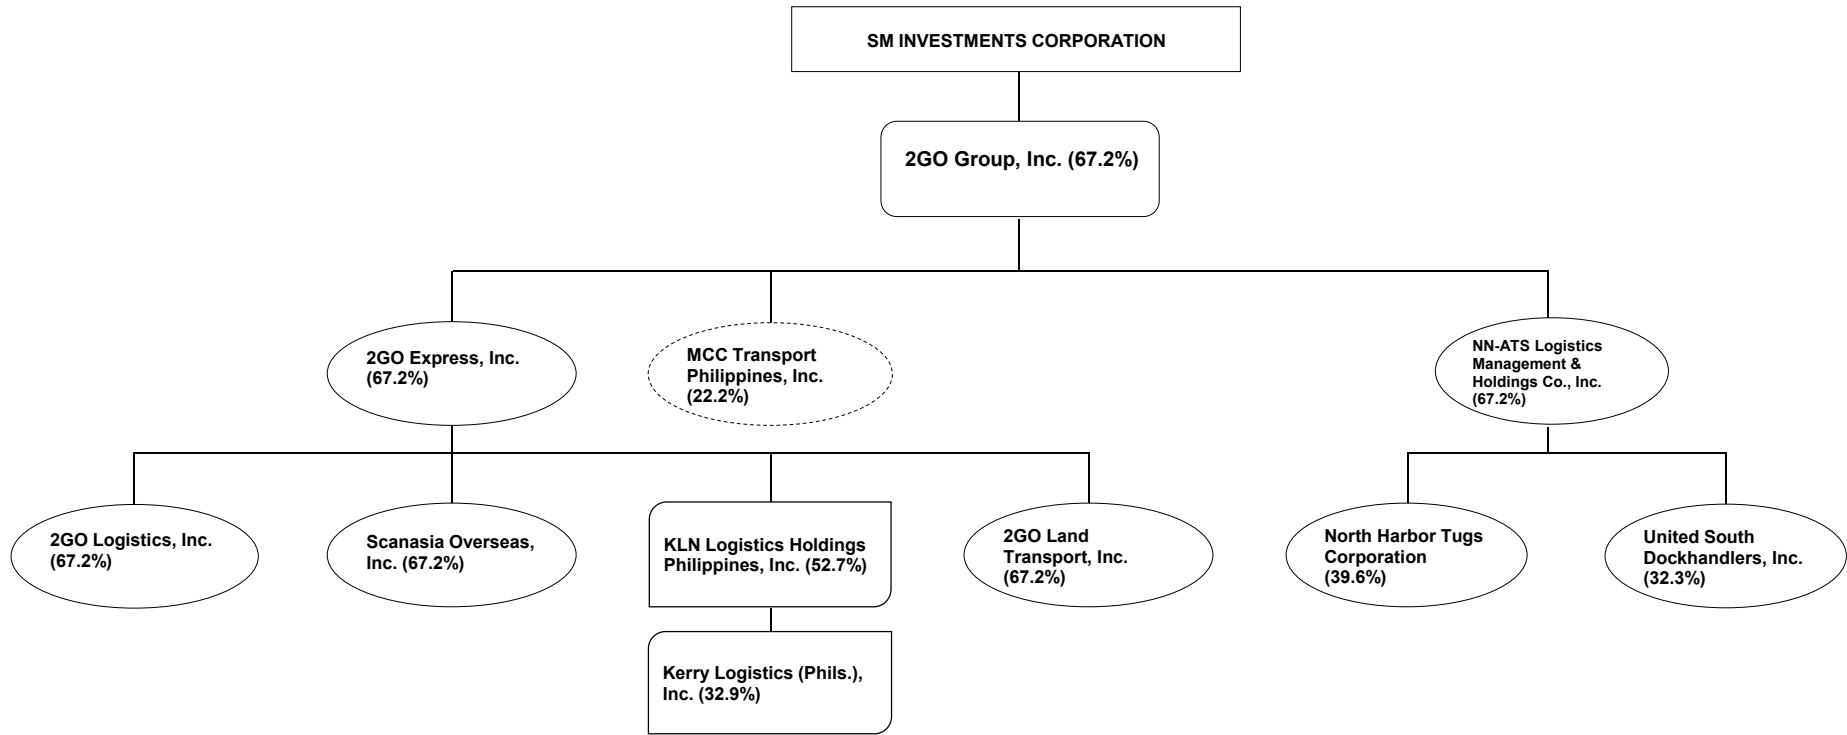 SM INVESTMENTS CORPORATION
2GO Group, Inc. (67.2%)
2GO Express, Inc.
(67.2%)
MCC Transport
Philippines, Inc.
(22.2%)
NN-ATS Logistics
Management &
Holdings Co., Inc.
(67.2%)
2GO Logistics, Inc.
(67.2%)
Scanasia Overseas,
Inc. (67.2%)
KLN Logistics Holdings
Philippines, Inc. (52.7%)
2GO Land
Transport, Inc.
(67.2%)
North Harbor Tugs
Corporation
(39.6%)
United South
Dockhandlers, Inc.
(32.3%)
Kerry Logistics (Phils.),
Inc. (32.9%)